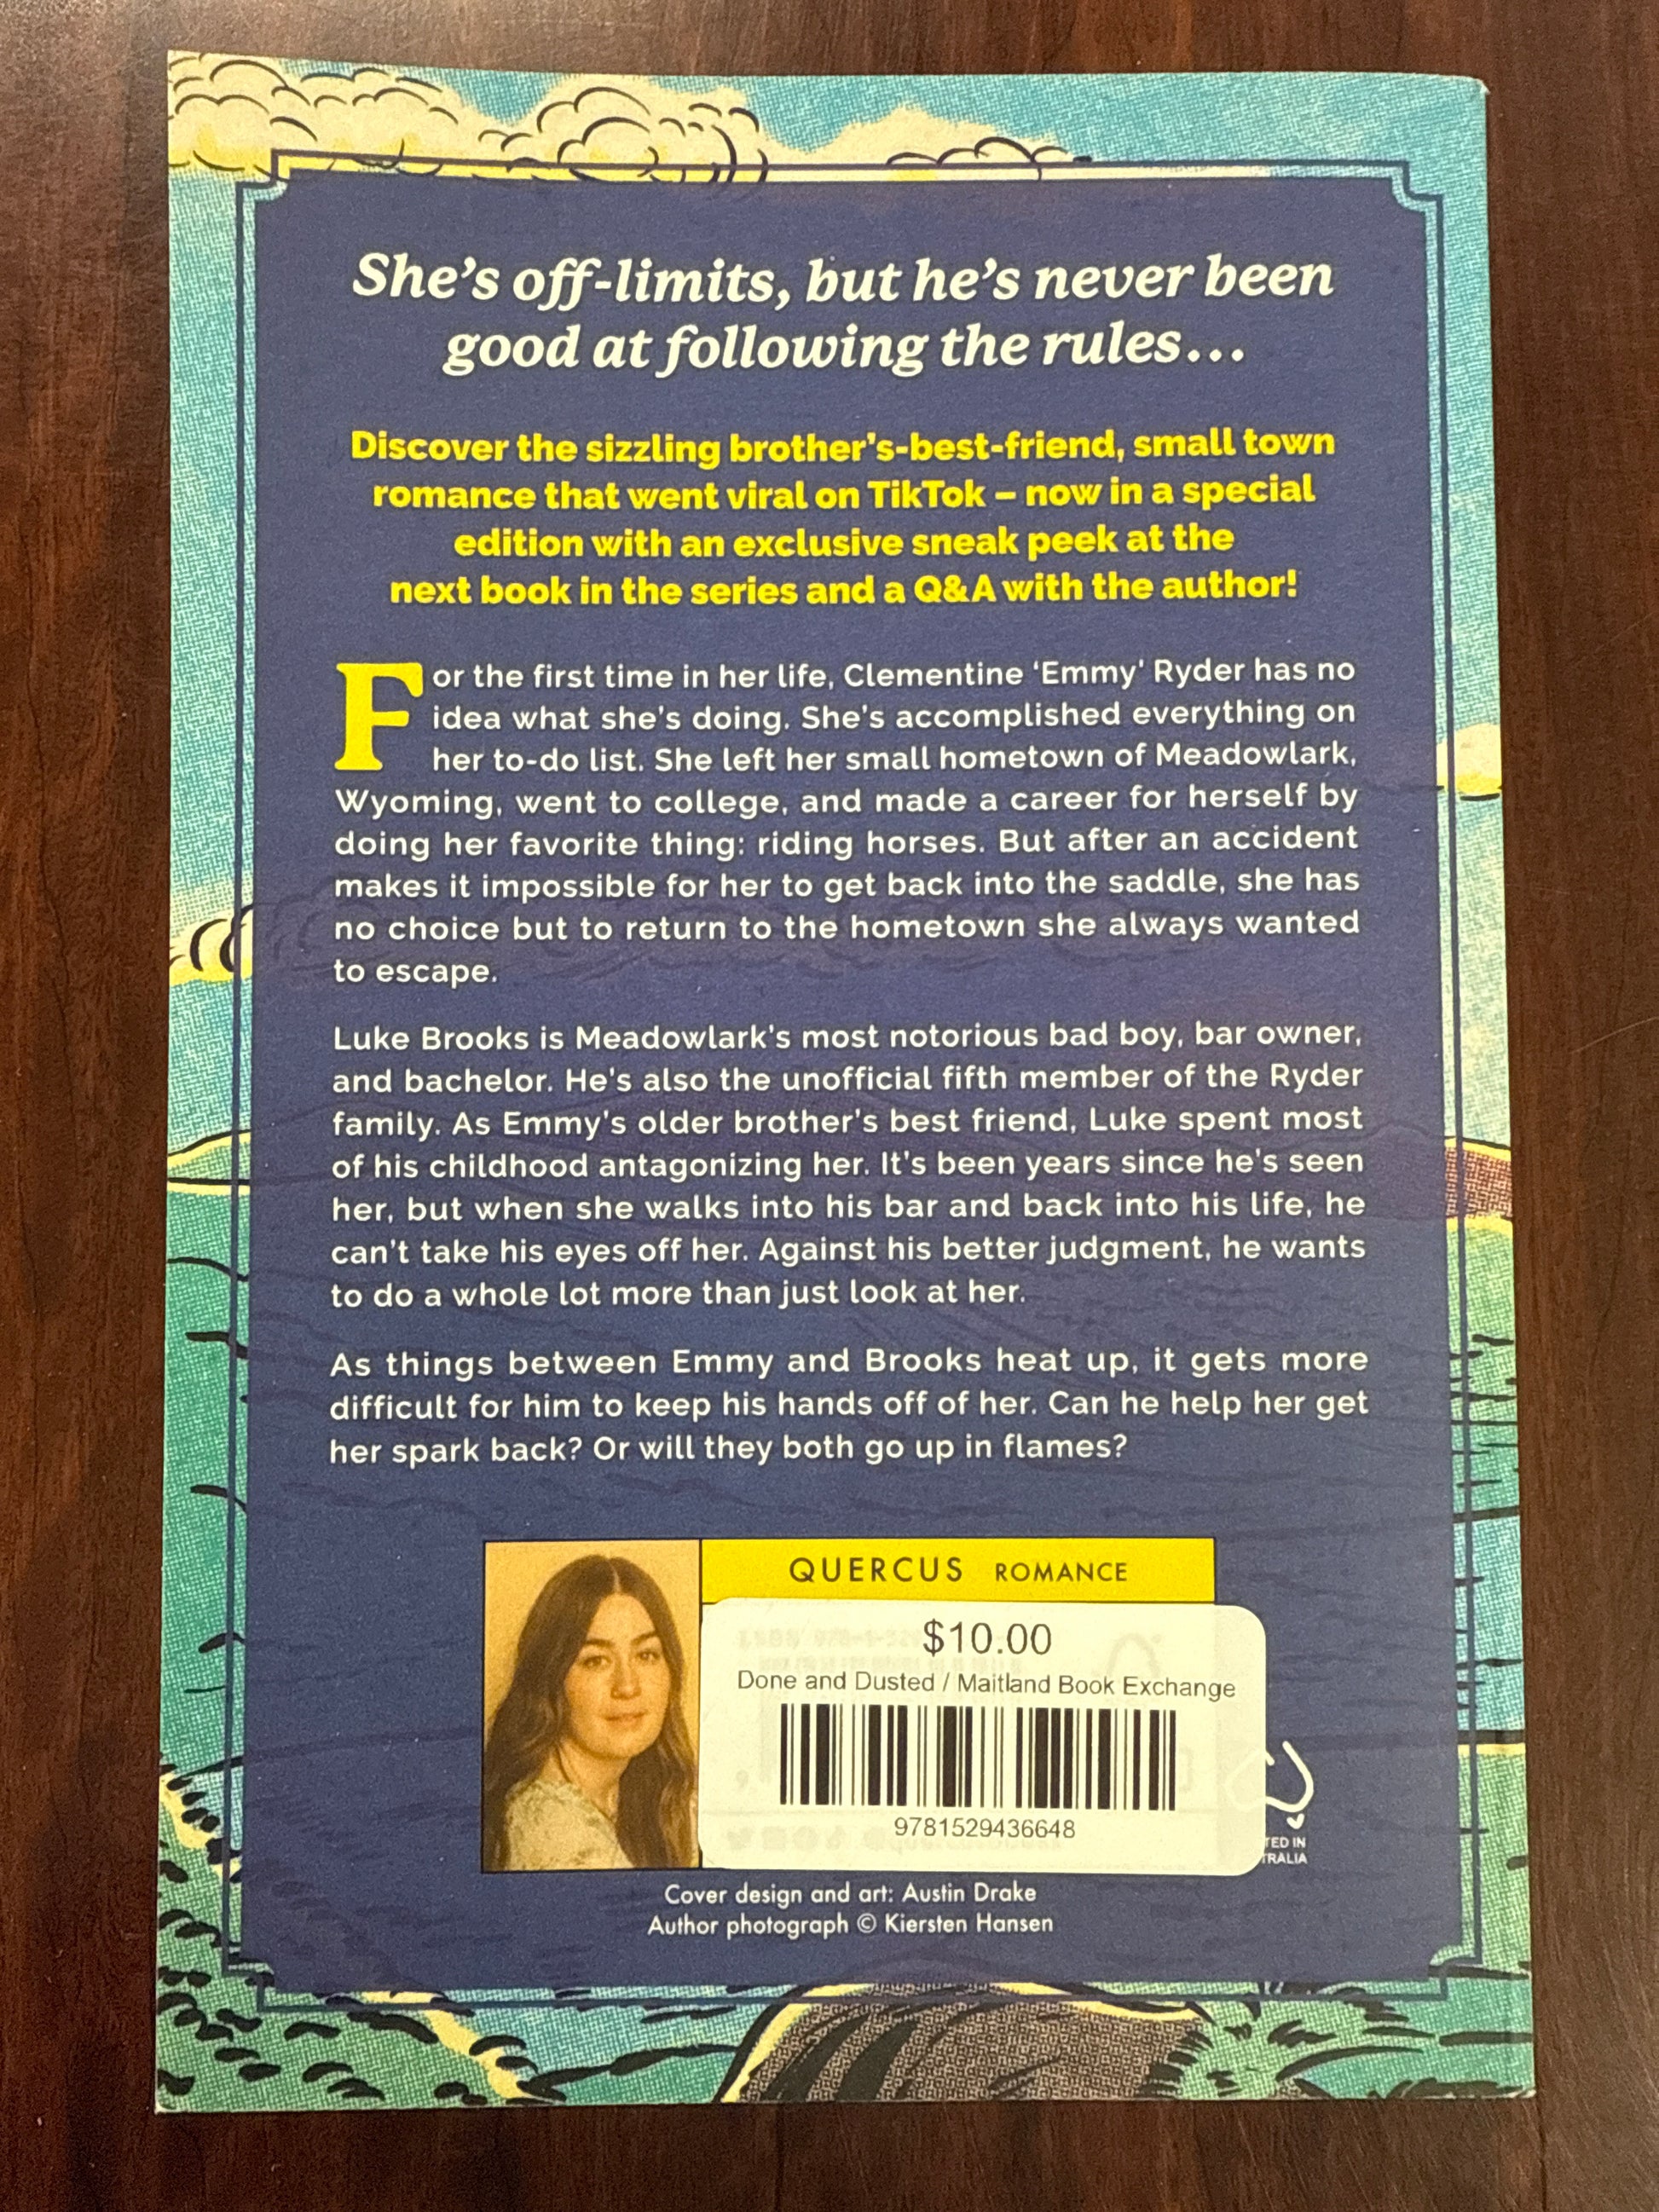 She's off-limits, but he's never been
good at following the rules...
Discover the sizzling brother's-best-friend, small town
romance that went viral on TikTok – now in a special
edition with an exclusive sneak peek at the
next book in the series and a Q&A with the author!
For the first time in her life, Clementine 'Emmy' Ryder has no
idea what she's doing. She's accomplished everything on
her to-do list. She left her small hometown of Meadowlark,
Wyoming, went to college, and made a career for herself by
doing her favorite thing: riding horses. But after an accident
makes it impossible for her to get back into the saddle, she has
no choice but to return to the hometown she always wanted
to escape.
Luke Brooks is Meadowlark's most notorious bad boy, bar owner,
and bachelor. He's also the unofficial fifth member of the Ryder
family. As Emmy's older brother's best friend, Luke spent most
of his childhood antagonizing her. It's been years since he's seen
her, but when she walks into his bar and back into his life, he
can't take his eyes off her. Against his better judgment, he wants
to do a whole lot more than just look at her.
As things between Emmy and Brooks heat up, it gets more
difficult for him to keep his hands off of her. Can he help her get
her spark back? Or will they both go up in flames?
QUERCUS ROMANCE
$10.00
Done and Dusted / Maitland Book Exchange
9781529436648
TED IN
TRALIA
Cover design and art: Austin Drake
Author photograph © Kiersten Hansen